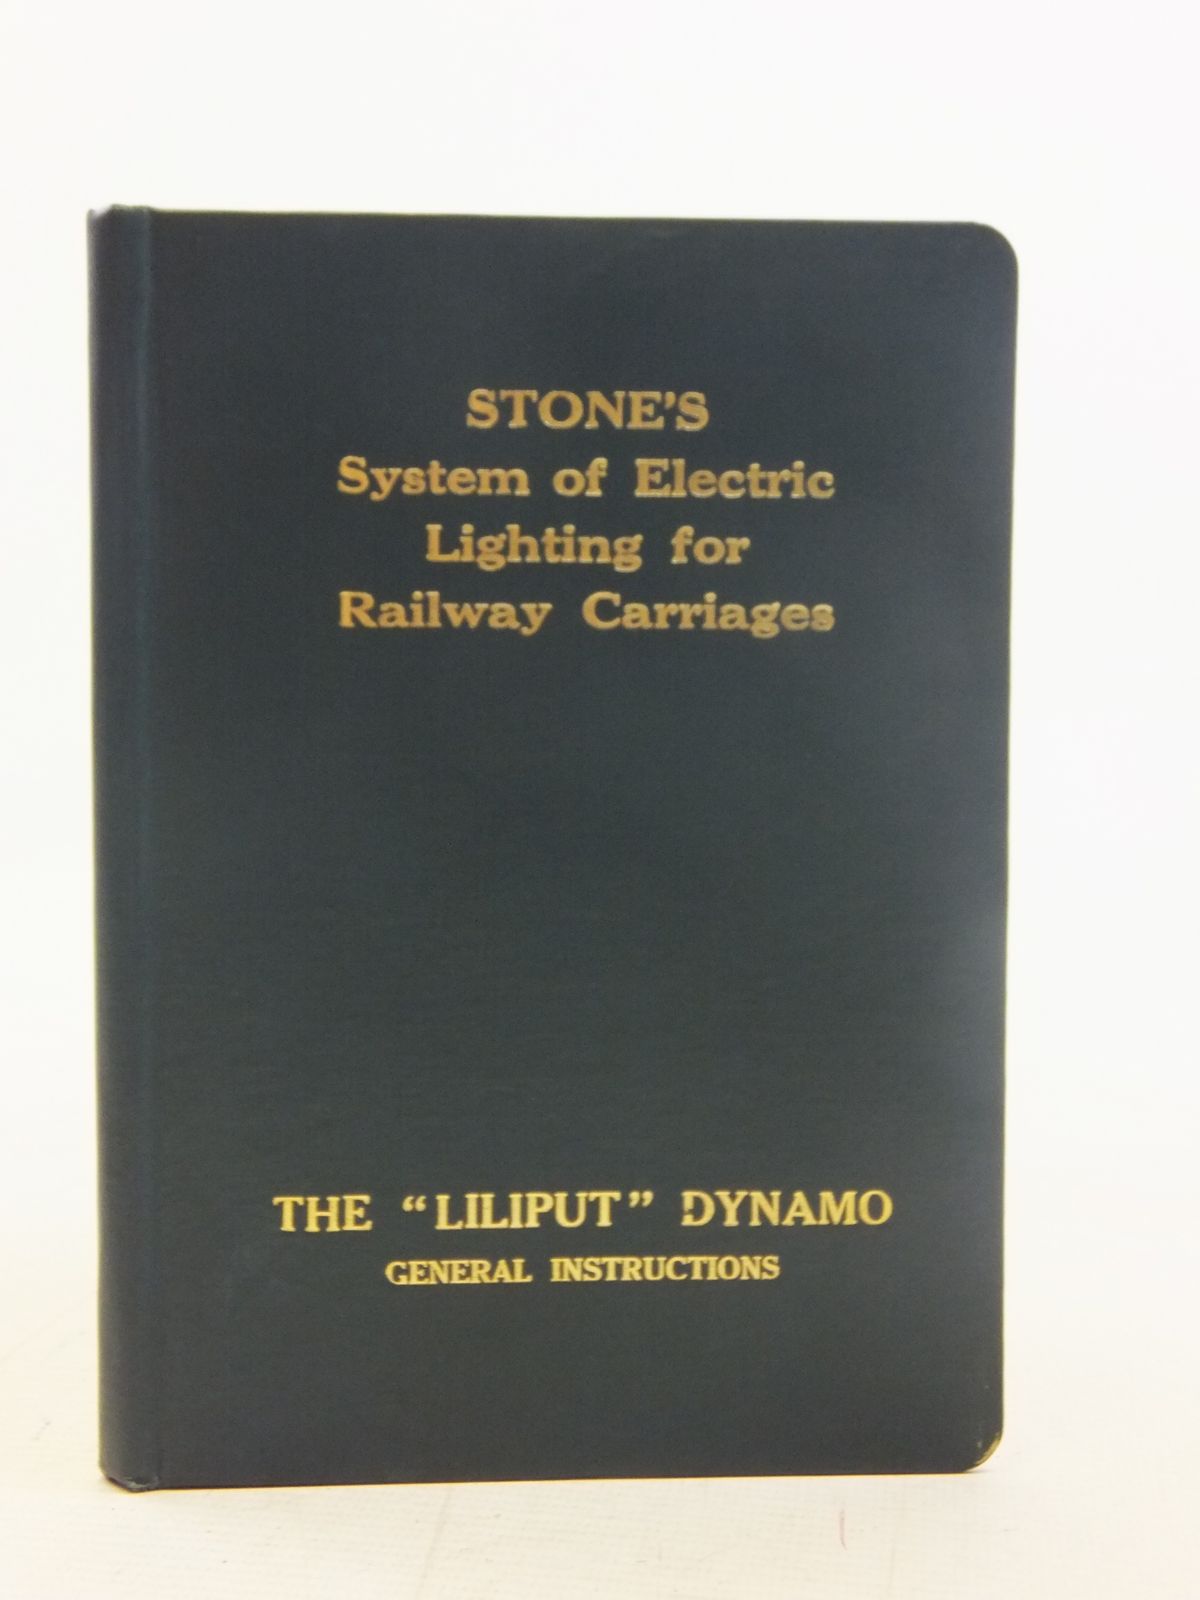 STONE'S
System of Electric
Lighting for
Railway Carriages
THE “LILIPUT” DYNAMO
GENERAL INSTRUCTIONS